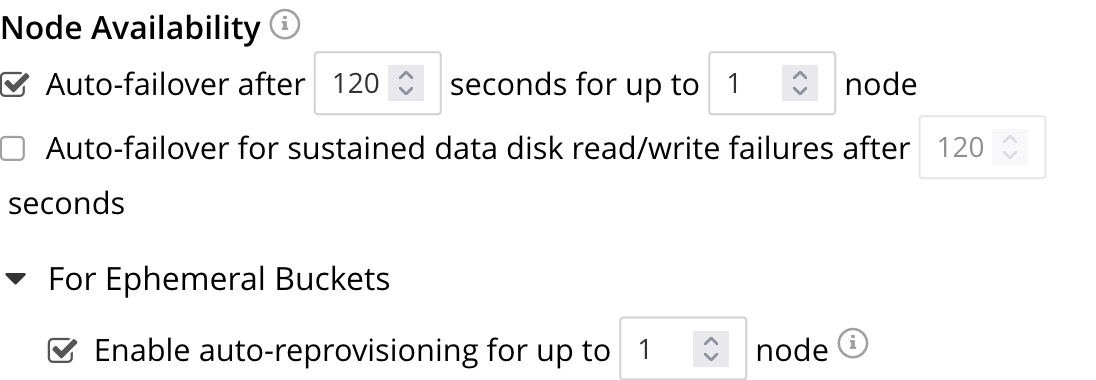 Node Availability
Auto-failover after 120 seconds for up to 1 node
Auto-failover for sustained data disk read/write failures after 120
seconds
For Ephemeral Buckets
Enable auto-reprovisioning for up to 1 node